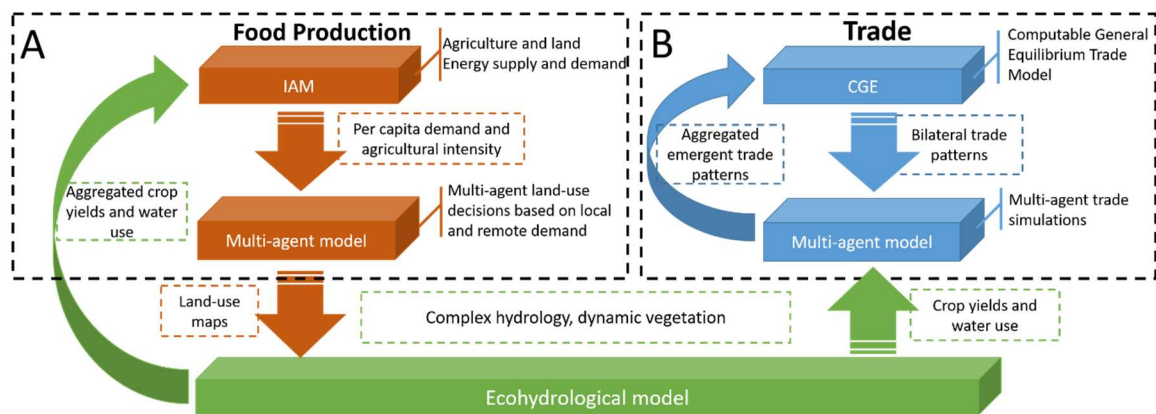 A
Food Production
Agriculture and land
Energy supply and demand
IAM
Per capita demand and
agricultural intensity
Aggregated crop
yields and water
use
Multi-agent land-use
decisions based on local
and remote demand
Multi-agent model
Land-use
maps
B
Trade
Computable General
Equilibrium Trade
Model
CGE
Aggregated
emergent trade
patterns
Bilateral trade
patterns
Multi-agent trade
simulations
Multi-agent model
Complex hydrology, dynamic vegetation
Crop yields and
water use
Ecohydrological model